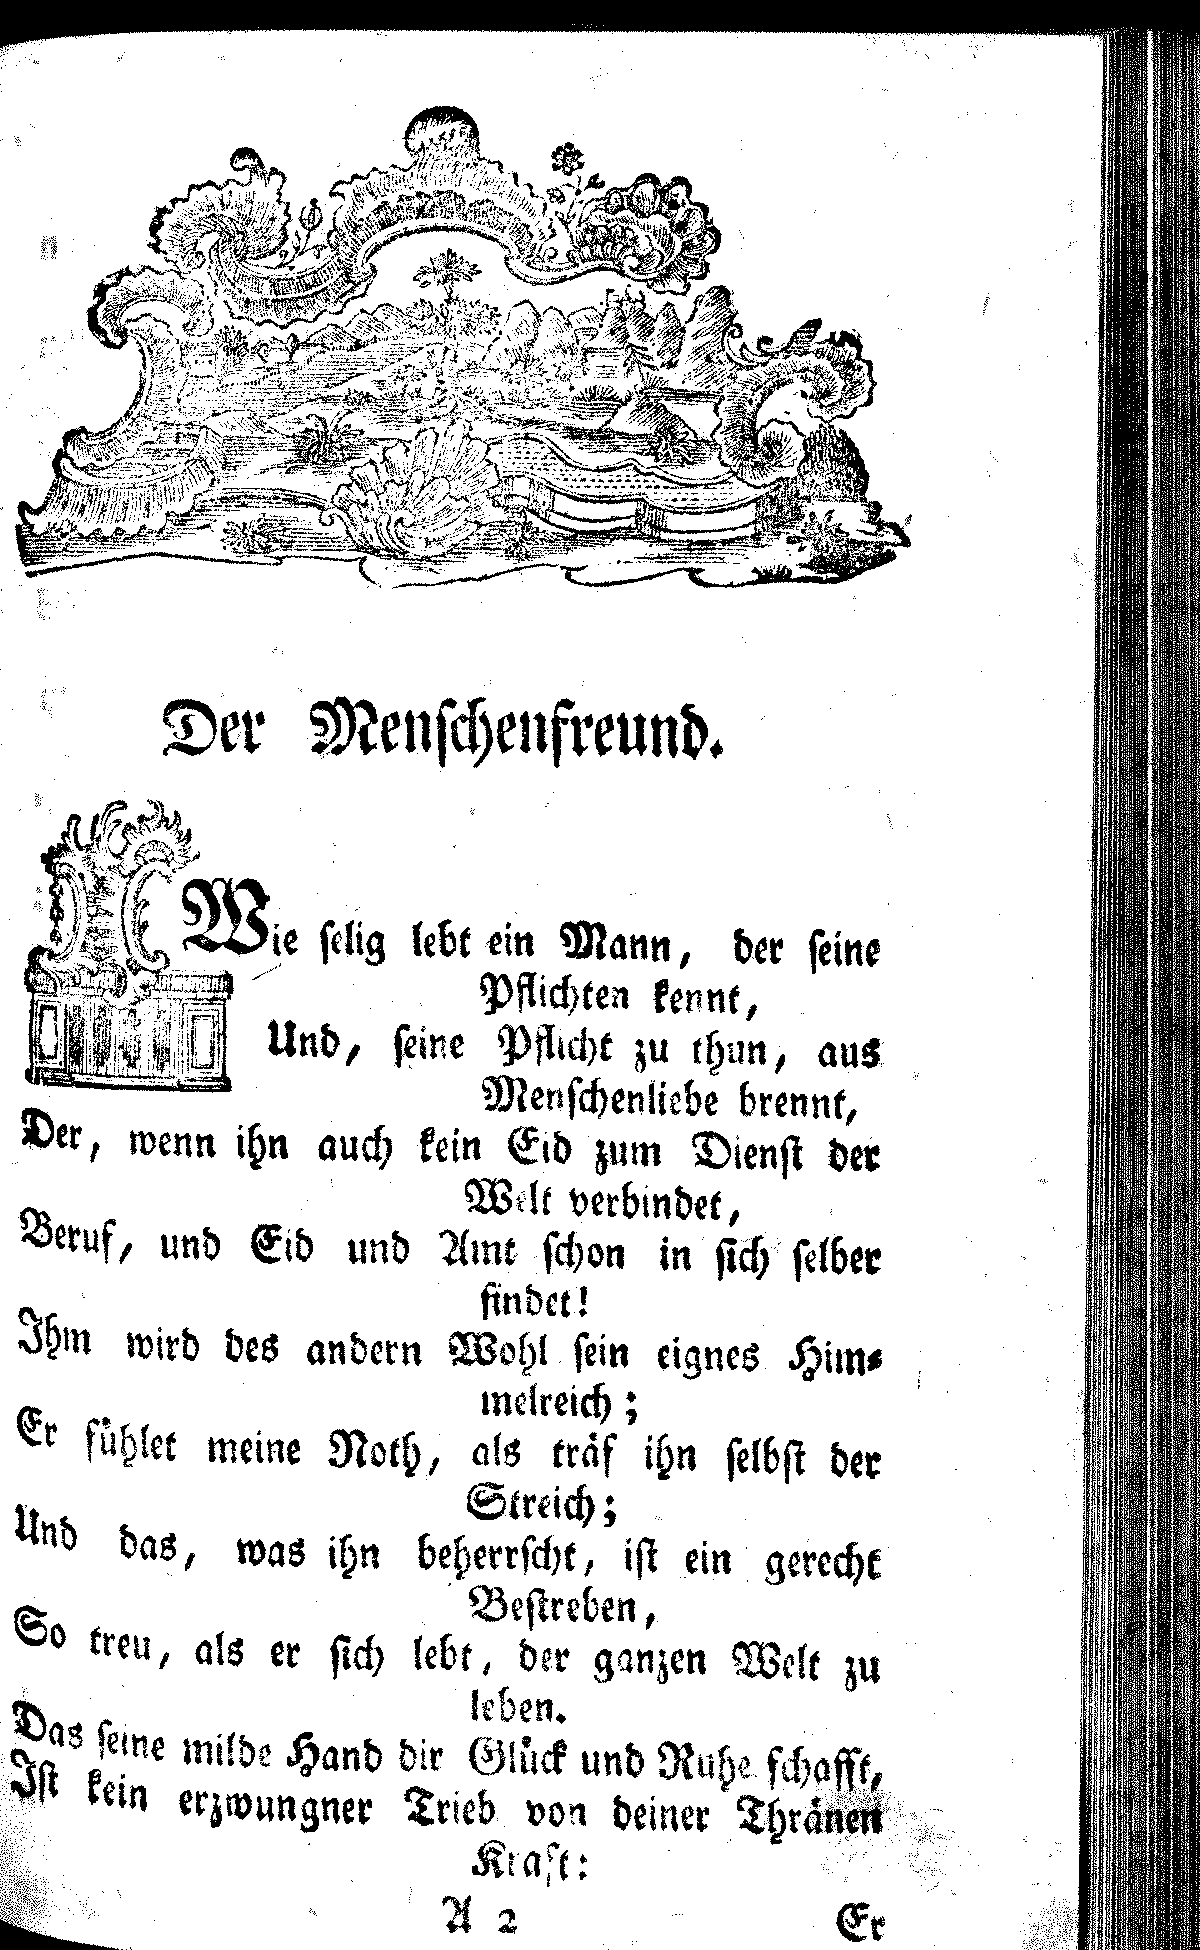 Der Menschenfreund.
Wie selig lebt ein Mann, der seine
Pflichten kennt,
Und, seine Pflicht zu thun, aus
Menschenliebe brennt,
Der, wenn ihn auch kein Eid zum Dienst der
Welt verbindet,
Beruf, und Eid und Amt schon in sich selber
findet!
Ihm wird des andern Wohl sein eignes Him-
melreich;
Er fühlet meine Noth, als träf ihn selbst der
Streich;
Und das, was ihn beherrscht, ist ein gerecht
Bestreben,
So treu, als er sich lebt, der ganzen Welt zu
leben.
Das seine milde Hand dir Glück und Ruhe schafft,
Ist kein erzwungner Trieb von deiner Thränen
Kraft:
A 2 Er